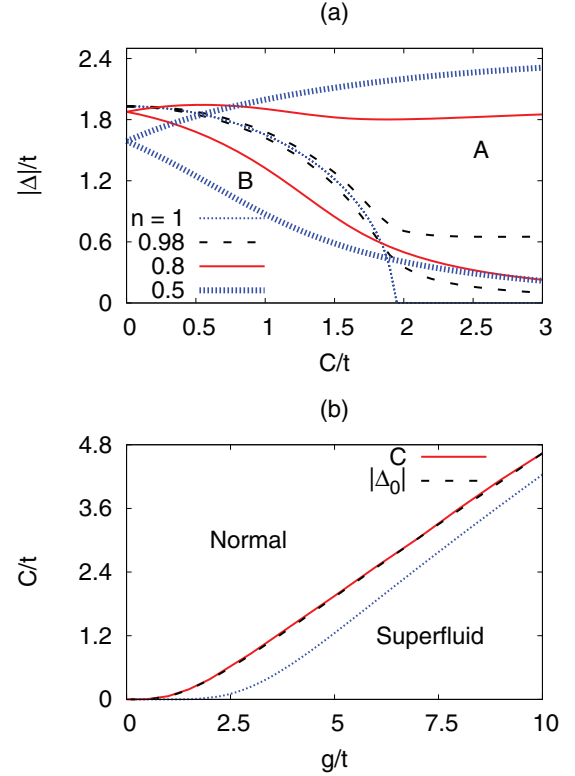 (a)
2.4
1.8
1.2
0.6
0
|Δ|/t
A
B
n = 1
0.98
0.8
0.5
0 0.5 1 1.5 2 2.5 3
C/t
(b)
4.8
3.6
2.4
1.2
0
C/t
C
|Δ0|
Normal
Superfluid
0 2.5 5 7.5 10
g/t